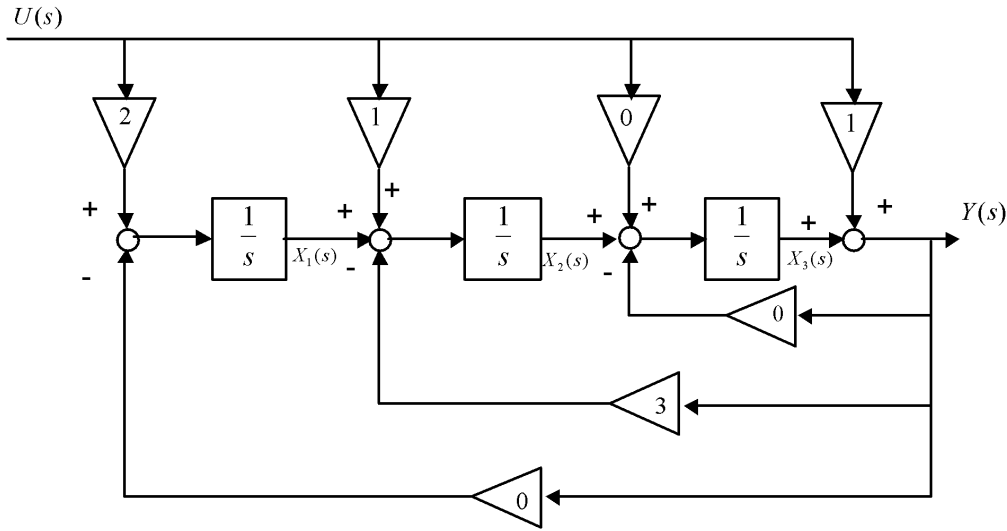 U(s)
2
1
0
1
+
+
+
+
+
+
+
+
1
s
1
s
1
s
Y(s)
X₁(s)
X₂(s)
X₃(s)
-
-
-
0
3
0